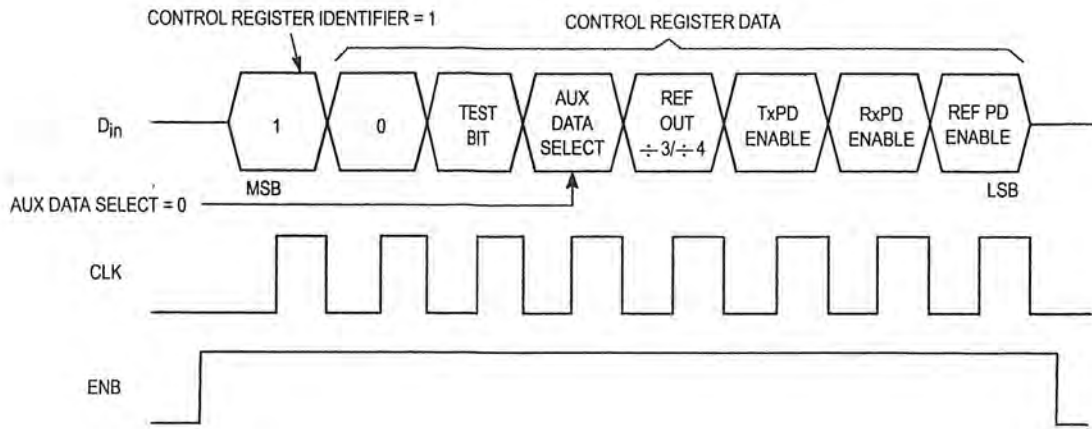 CONTROL REGISTER IDENTIFIER = 1
CONTROL REGISTER DATA
Din
1
0
TEST
BIT
AUX
DATA
SELECT
REF
OUT
÷3/÷4
TxPD
ENABLE
RxPD
ENABLE
REF PD
ENABLE
MSB
LSB
AUX DATA SELECT = 0
CLK
ENB